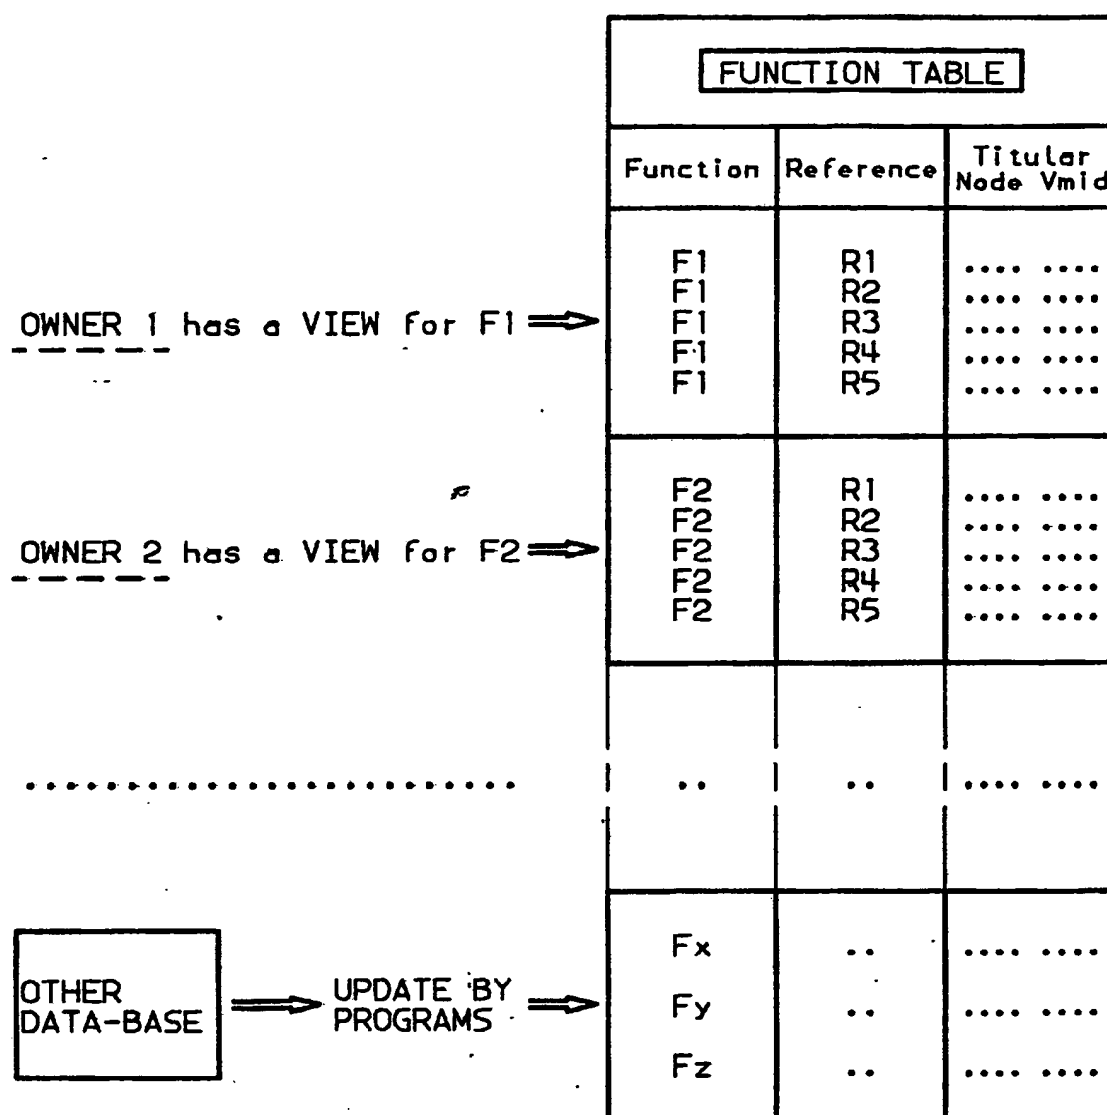 FUNCTION TABLE
Function Reference Titular Node Vmid
F1 R1 .... ....
F1 R2 .... ....
OWNER 1 has a VIEW for F1 F1 R3 .... ....
F1 R4 .... ....
F1 R5 .... ....
F2 R1 .... ....
F2 R2 .... ....
OWNER 2 has a VIEW for F2 F2 R3 .... ....
F2 R4 .... ....
F2 R5 .... ....
......................... .. .. .... ....
Fx .. .... ....
OTHER DATA-BASE UPDATE BY PROGRAMS Fy .. .... ....
Fz .. .... ....